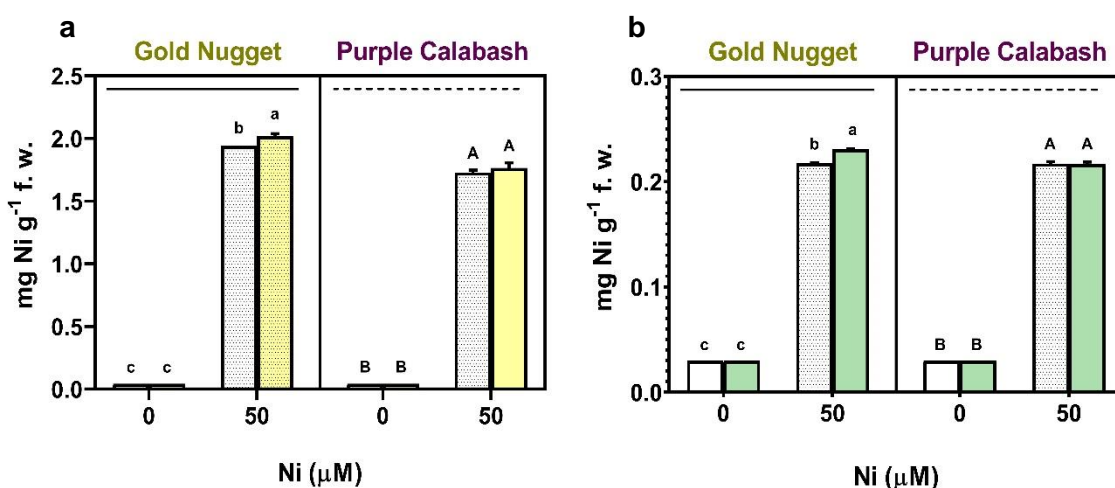 a
Gold Nugget Purple Calabash
mg Ni g⁻¹ f. w.
2.5
2.0
1.5
1.0
0.5
0.0
c c b a B B A A
0 50 0 50
Ni (μM)
b
Gold Nugget Purple Calabash
mg Ni g⁻¹ f. w.
0.3
0.2
0.1
0.0
c c b a B B A A
0 50 0 50
Ni (μM)